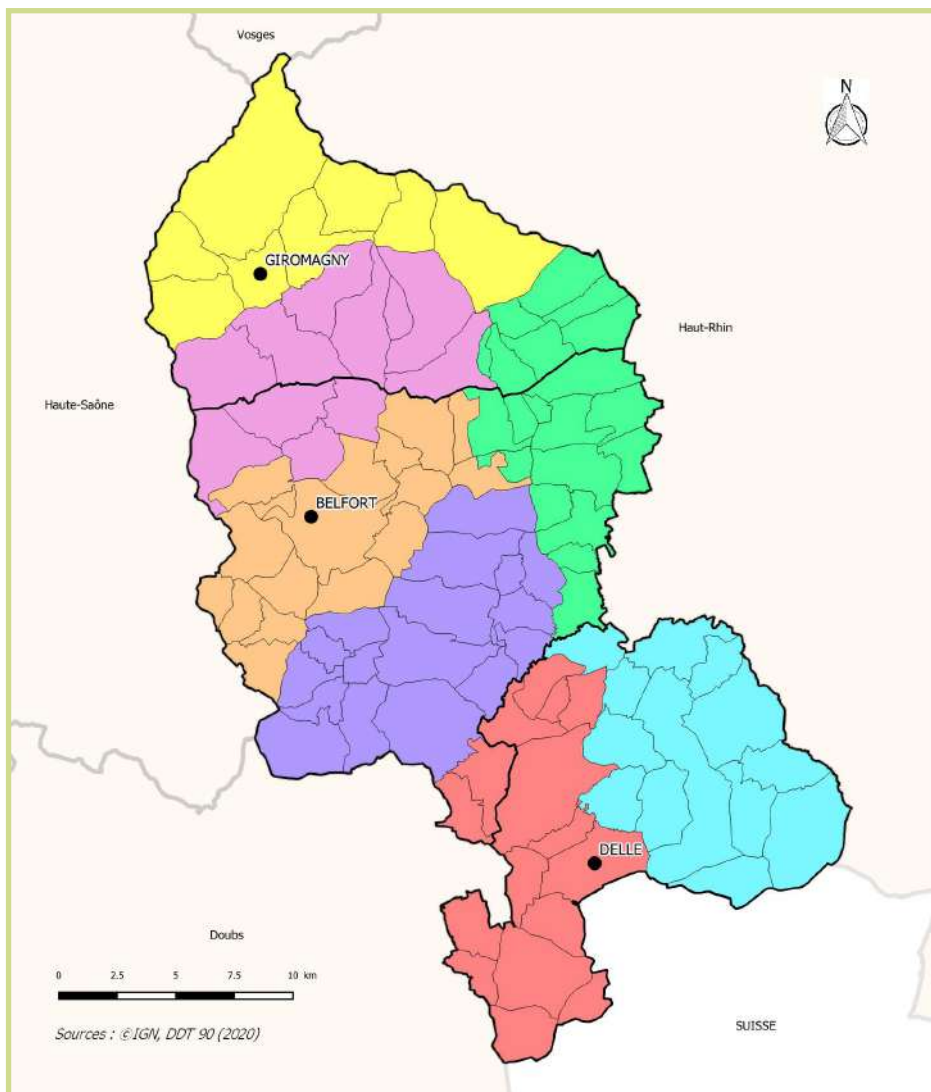 Vosges
N
GIROMAGNY
Haut-Rhin
Haute-Saône
BELFORT
DELLE
Doubs
0 2.5 5 7.5 10 km
Sources : ©IGN, DDT 90 (2020)
SUISSE